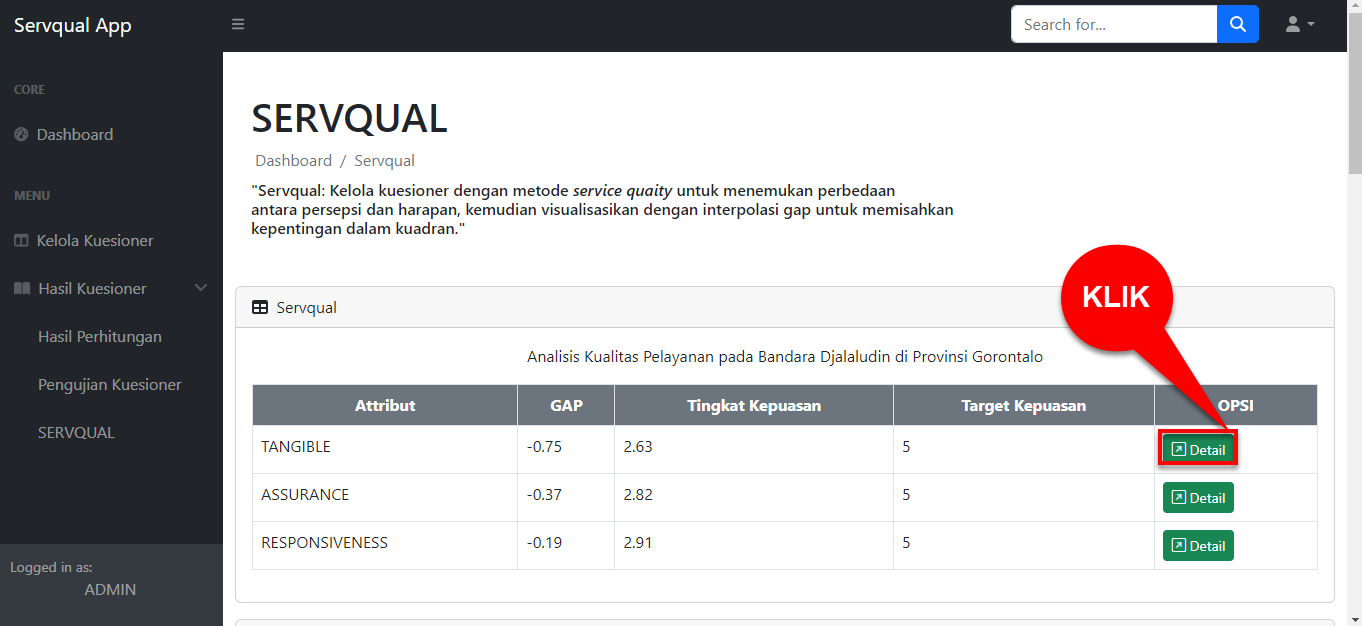 Servqual App
Search for...
CORE
Dashboard
MENU
Kelola Kuesioner
Hasil Kuesioner
Hasil Perhitungan
Pengujian Kuesioner
SERVQUAL
Logged in as:
ADMIN
SERVQUAL
Dashboard / Servqual
"Servqual: Kelola kuesioner dengan metode service quaity untuk menemukan perbedaan
antara persepsi dan harapan, kemudian visualisasikan dengan interpolasi gap untuk memisahkan
kepentingan dalam kuadran."
KLIK
Servqual
Analisis Kualitas Pelayanan pada Bandara Djalaludin di Provinsi Gorontalo
Attribut GAP Tingkat Kepuasan Target Kepuasan OPSI
TANGIBLE -0.75 2.63 5 Detail
ASSURANCE -0.37 2.82 5 Detail
RESPONSIVENESS -0.19 2.91 5 Detail